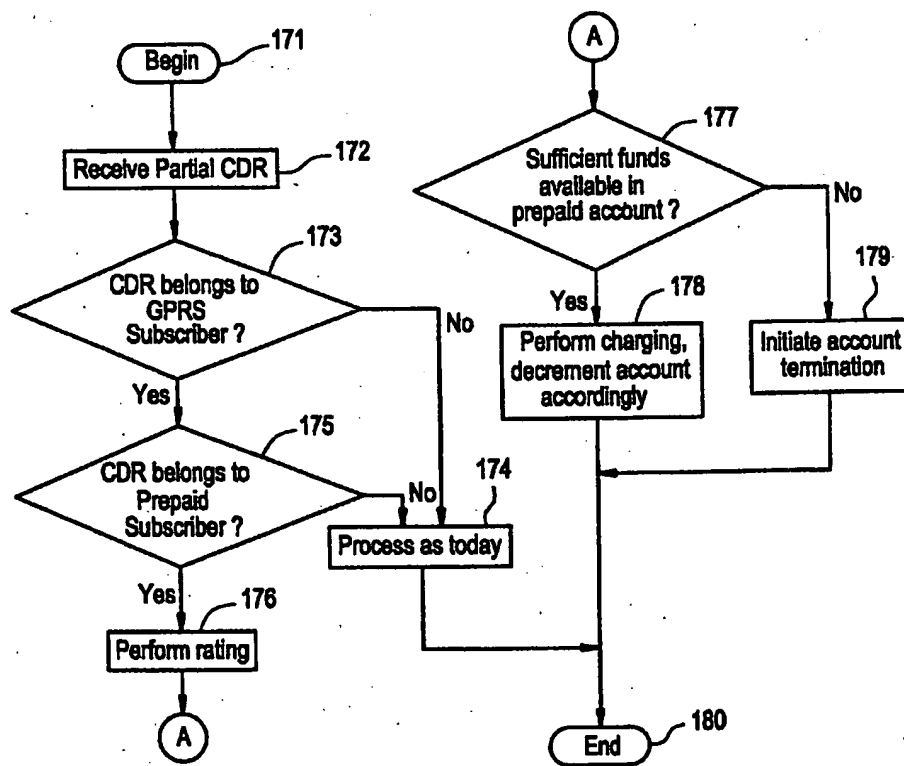 Begin
171
Receive Partial CDR
172
173
CDR belongs to
GPRS
Subscriber ?
No
Yes
175
CDR belongs to
Prepaid
Subscriber ?
No
174
Process as today
Yes
176
Perform rating
A
A
177
Sufficient funds
available in
prepaid account ?
No
179
Yes
178
Perform charging,
decrement account
accordingly
Initiate account
termination
End
180